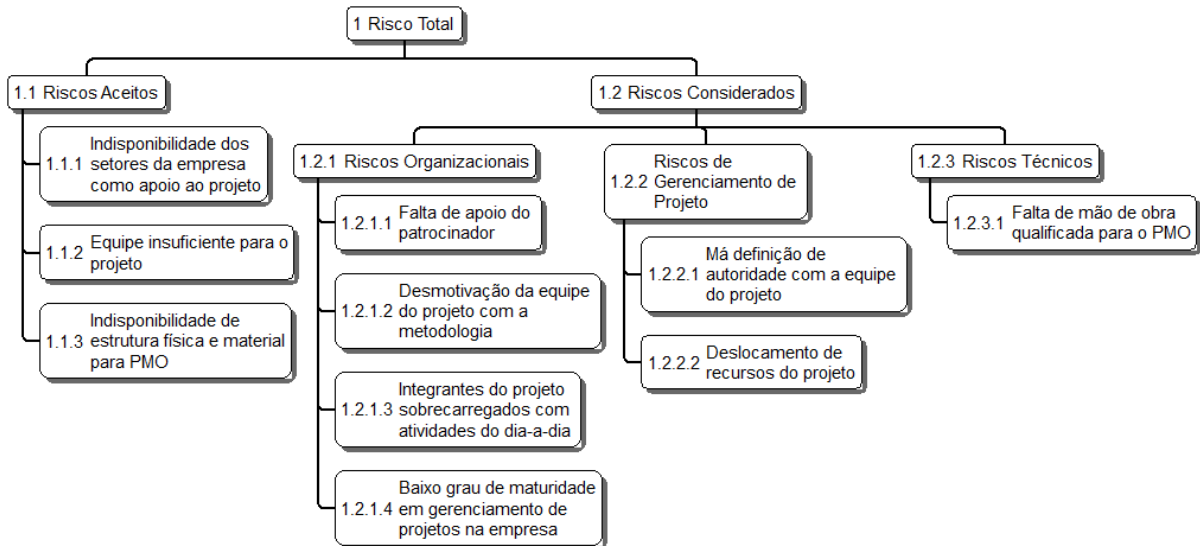 1 Risco Total
1.1 Riscos Aceitos
1.1.1 Indisponibilidade dos
setores da empresa
como apoio ao projeto
1.1.2 Equipe insuficiente para o
projeto
1.1.3 Indisponibilidade de
estrutura física e material
para PMO
1.2 Riscos Considerados
1.2.1 Riscos Organizacionais
1.2.1.1 Falta de apoio do
patrocinador
1.2.1.2 Desmotivação da equipe
do projeto com a
metodologia
1.2.1.3 Integrantes do projeto
sobrecarregados com
atividades do dia-a-dia
1.2.1.4 Baixo grau de maturidade
em gerenciamento de
projetos na empresa
1.2.2 Riscos de
Gerenciamento de
Projeto
1.2.2.1 Má definição de
autoridade com a equipe
do projeto
1.2.2.2 Deslocamento de
recursos do projeto
1.2.3 Riscos Técnicos
1.2.3.1 Falta de mão de obra
qualificada para o PMO